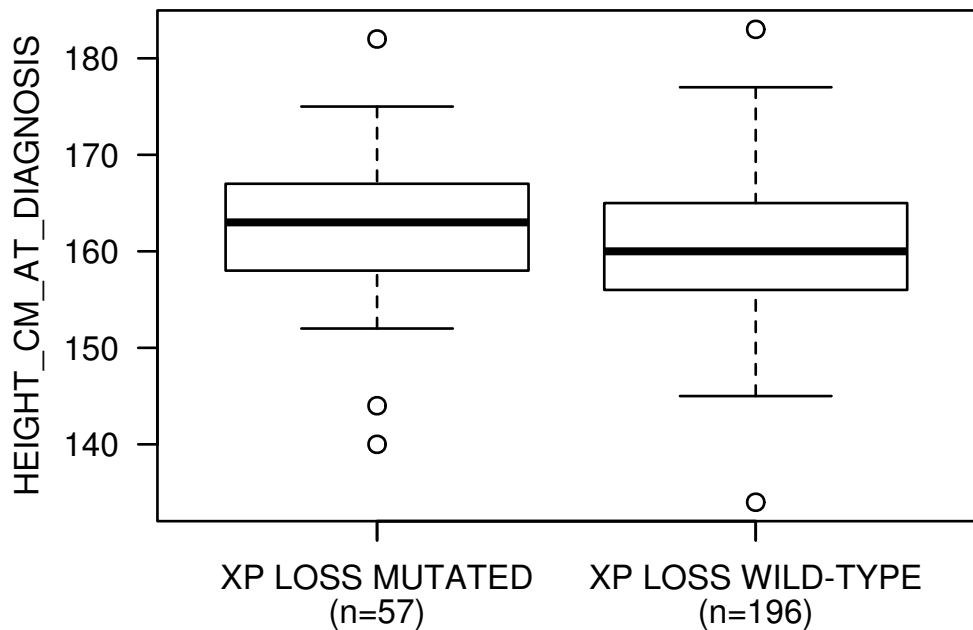 HEIGHT_CM_AT_DIAGNOSIS
180
170
160
150
140
XP LOSS MUTATED
(n=57)
XP LOSS WILD-TYPE
(n=196)